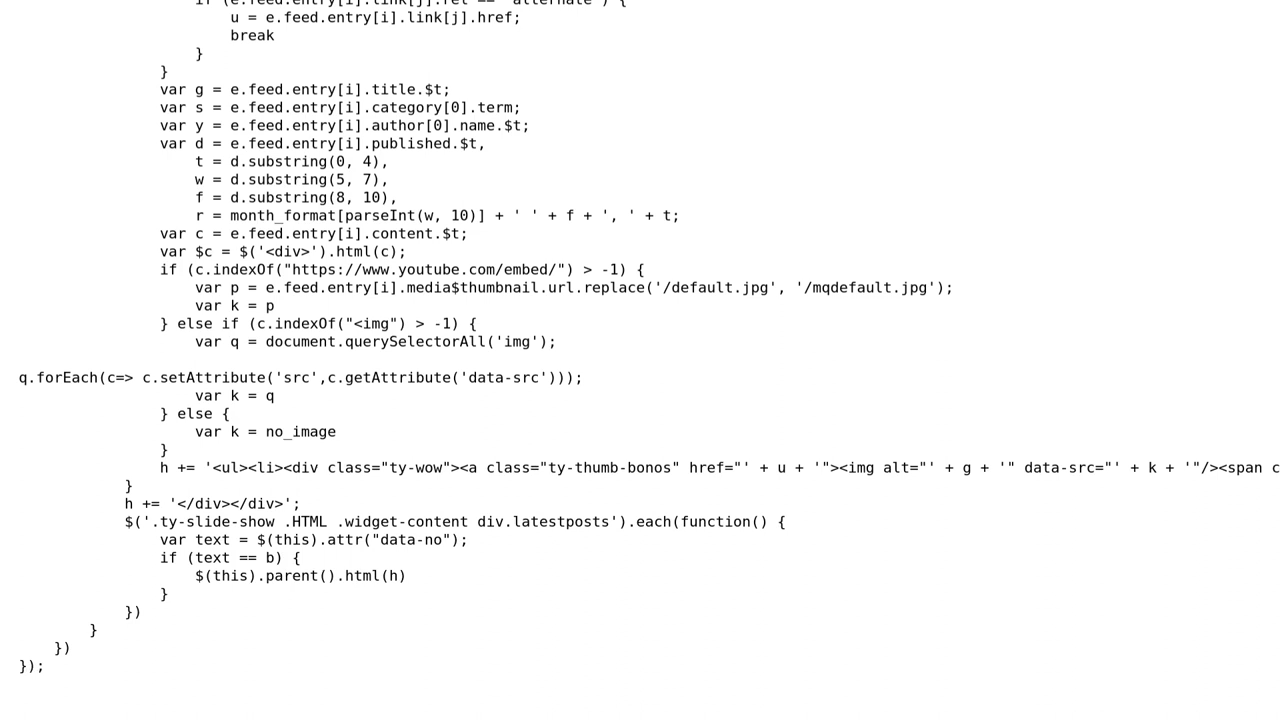 if (e.feed.entry[i].link[j].rel == "alternate") {
u = e.feed.entry[i].link[j].href;
break
}
}
var g = e.feed.entry[i].title.$t;
var s = e.feed.entry[i].category[0].term;
var y = e.feed.entry[i].author[0].name.$t;
var d = e.feed.entry[i].published.$t,
t = d.substring(0, 4),
w = d.substring(5, 7),
f = d.substring(8, 10),
r = month_format[parseInt(w, 10)] + ' ' + f + ', ' + t;
var c = e.feed.entry[i].content.$t;
var $c = $('<div>').html(c);
if (c.indexOf("https://www.youtube.com/embed/") > -1) {
var p = e.feed.entry[i].media$thumbnail.url.replace('/default.jpg', '/mqdefault.jpg');
var k = p
} else if (c.indexOf("<img") > -1) {
var q = document.querySelectorAll('img');
q.forEach(c=> c.setAttribute('src',c.getAttribute('data-src')));
var k = q
} else {
var k = no_image
}
h += '<ul><li><div class="ty-wow"><a class="ty-thumb-bonos" href="' + u + '"><img alt="' + g + '" data-src="' + k + '"/><span c
}
h += '</div></div>';
$('.ty-slide-show .HTML .widget-content div.latestposts').each(function() {
var text = $(this).attr("data-no");
if (text == b) {
$(this).parent().html(h)
}
})
}
})
});